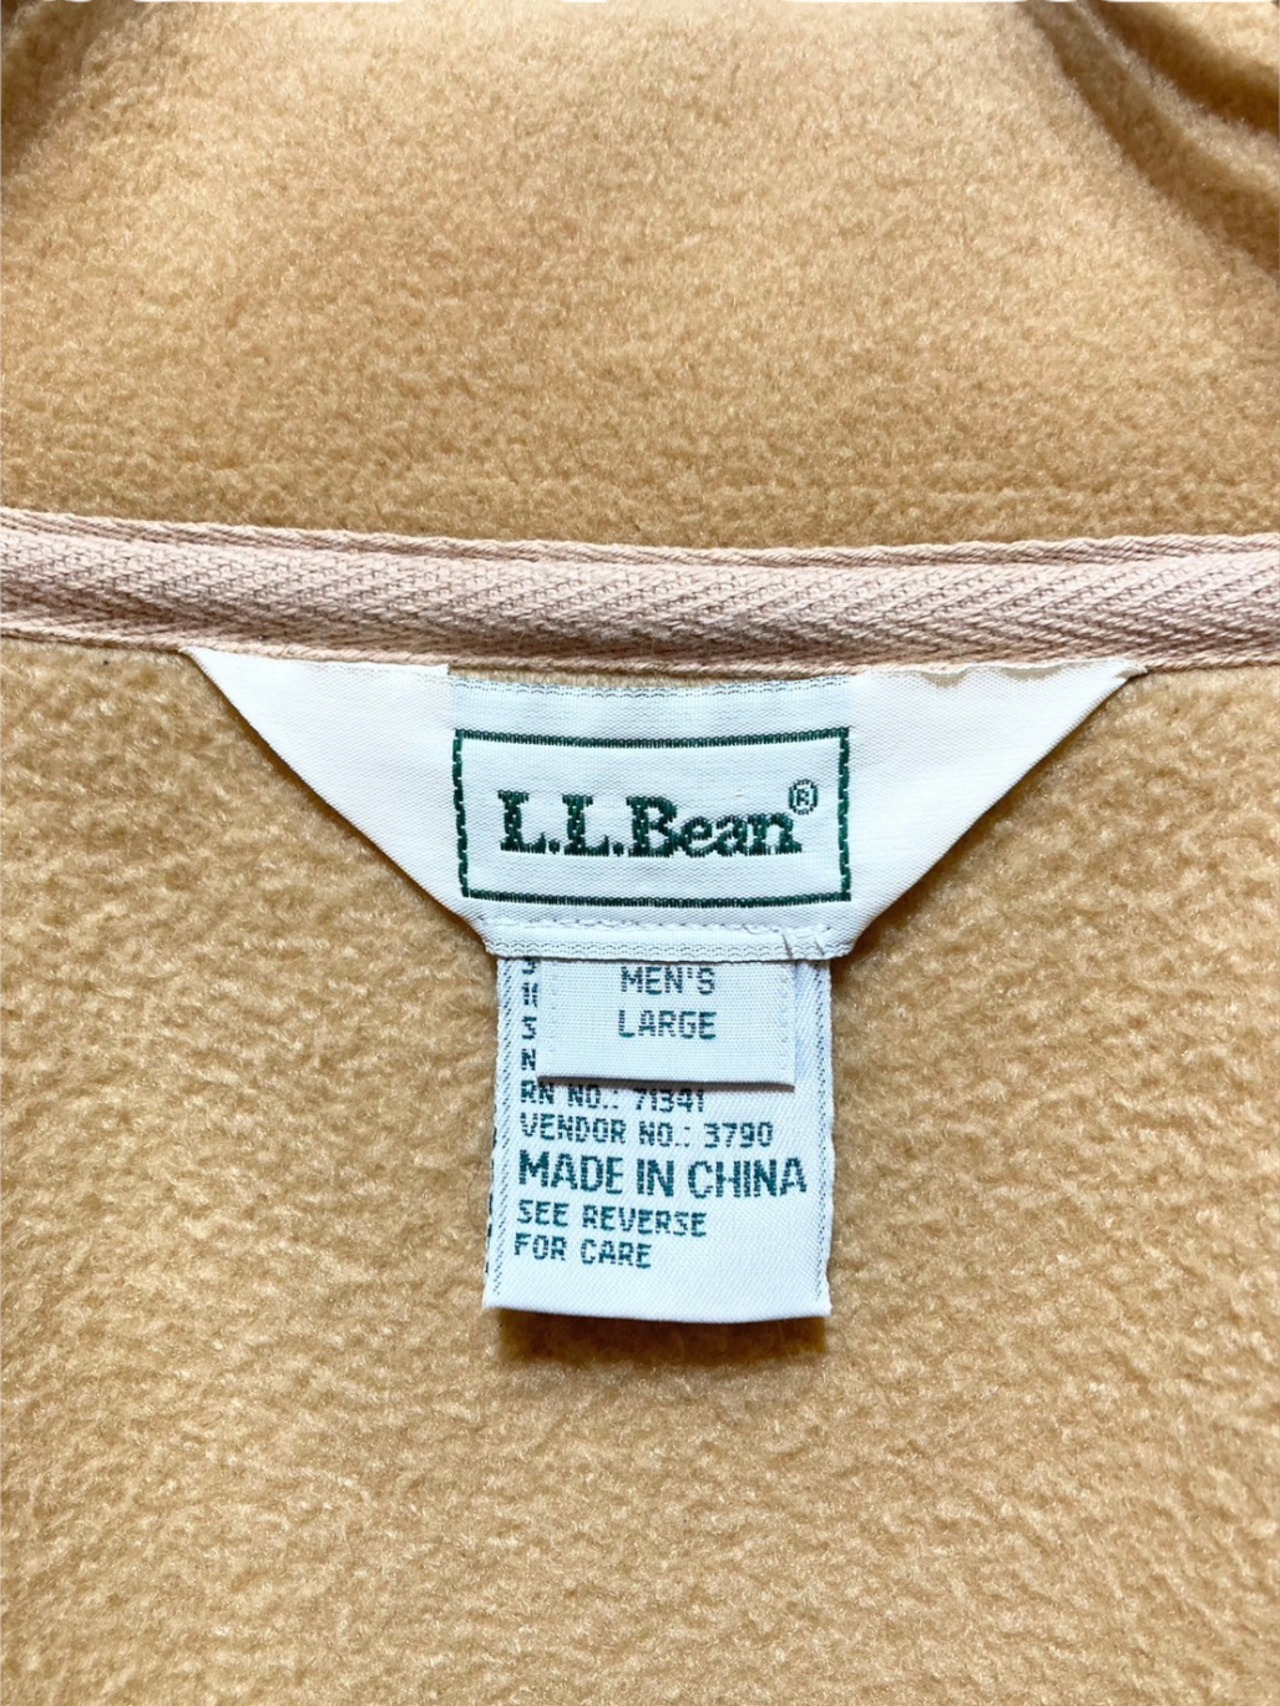 L.L.Bean®
MEN'S
LARGE
RN NO.: 71341
VENDOR NO.: 3790
MADE IN CHINA
SEE REVERSE
FOR CARE